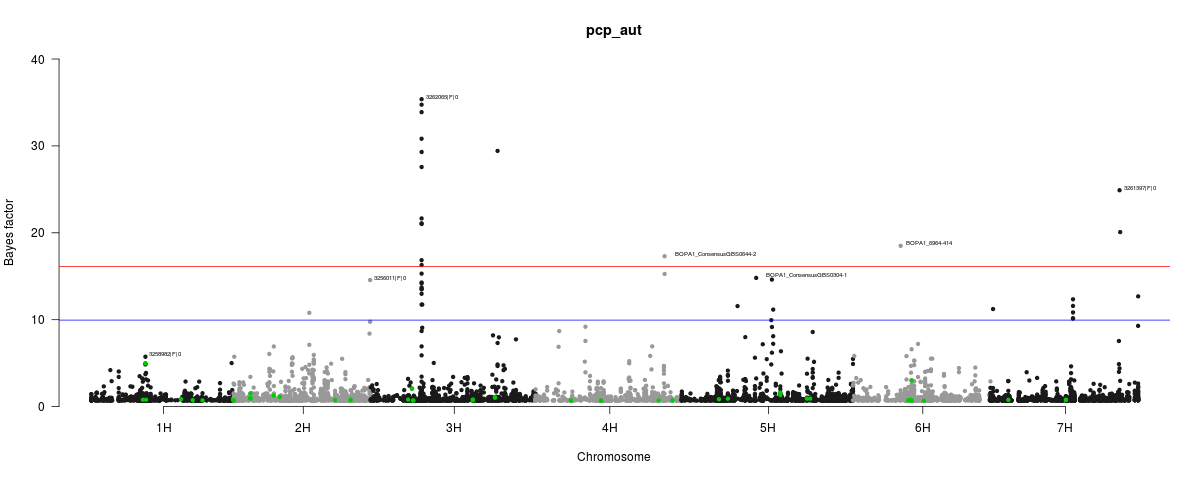 pcp_aut
40
30
20
10
0
Bayes factor
3262065|F|0
3261397|F|0
BOPA1_6964-414
BOPA1_ConsensusGBS0644-2
BOPA1_ConsensusGBS0304-1
3256011|F|0
3258982|F|0
1H 2H 3H 4H 5H 6H 7H
Chromosome